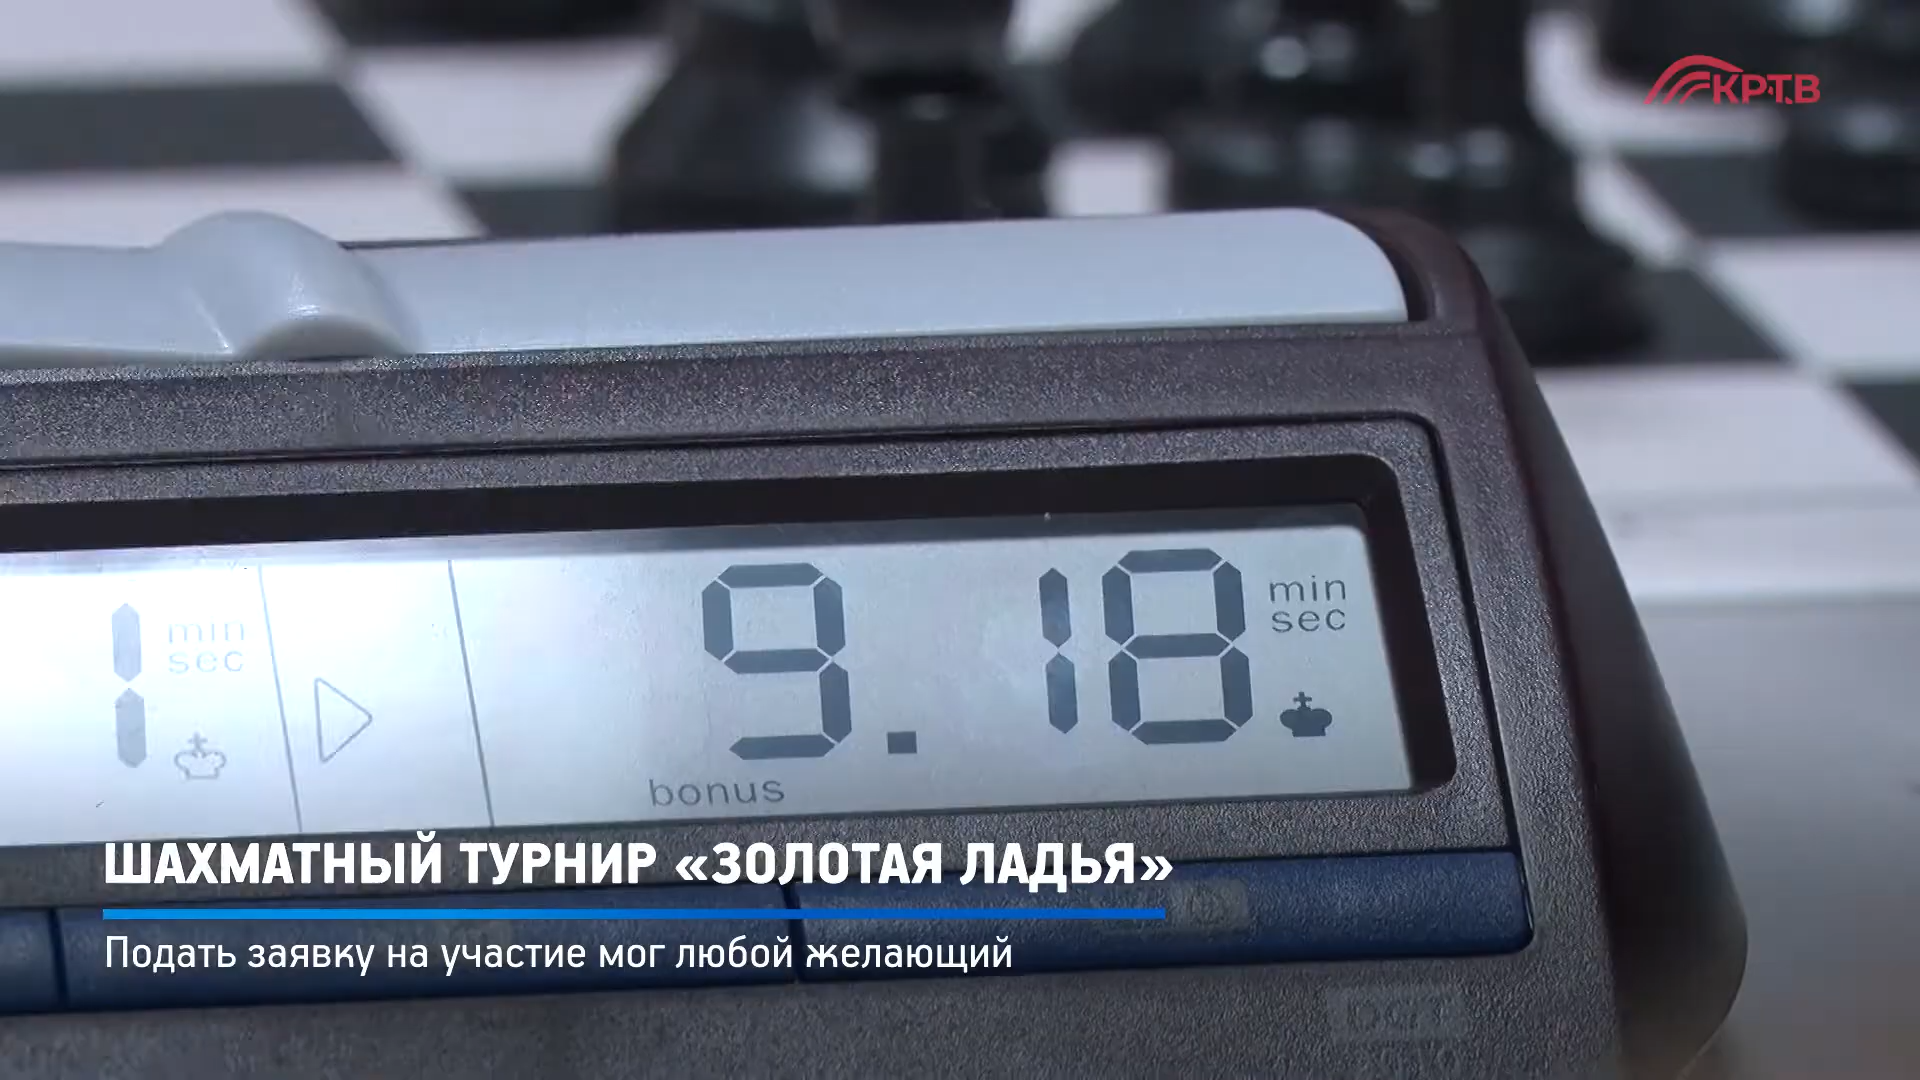 КРТВ
1
min
sec
9.18
min
sec
bonus
ШАХМАТНЫЙ ТУРНИР «ЗОЛОТАЯ ЛАДЬЯ»
Подать заявку на участие мог любой желающий